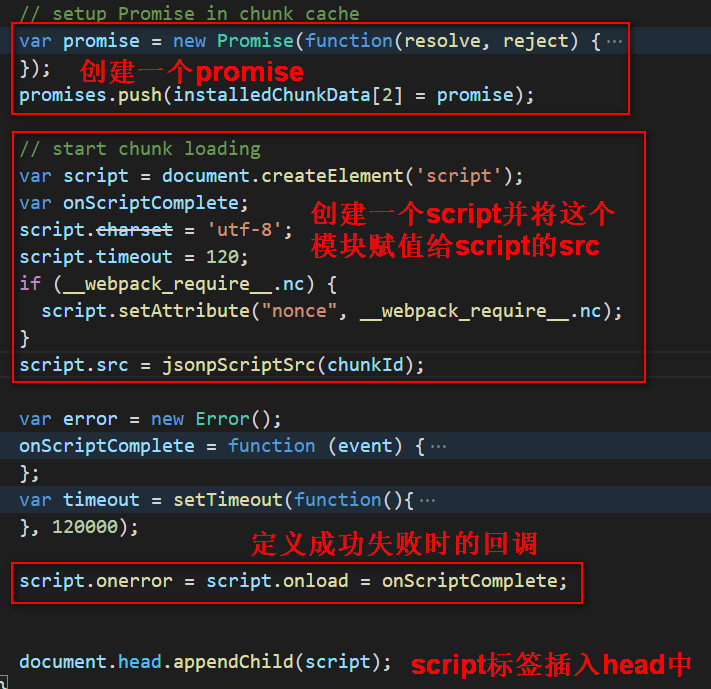 // setup Promise in chunk cache
var promise = new Promise(function(resolve, reject) {…
});
创建一个promise
promises.push(installedChunkData[2] = promise);
// start chunk loading
var script = document.createElement('script');
var onScriptComplete;
创建一个script并将这个
script.charset = 'utf-8';
模块赋值给script的src
script.timeout = 120;
if (__webpack_require__.nc) {
script.setAttribute("nonce", __webpack_require__.nc);
}
script.src = jsonpScriptSrc(chunkId);
var error = new Error();
onScriptComplete = function (event) {…
};
var timeout = setTimeout(function(){…
}, 120000);
定义成功失败时的回调
script.onerror = script.onload = onScriptComplete;
document.head.appendChild(script);
script标签插入head中
}